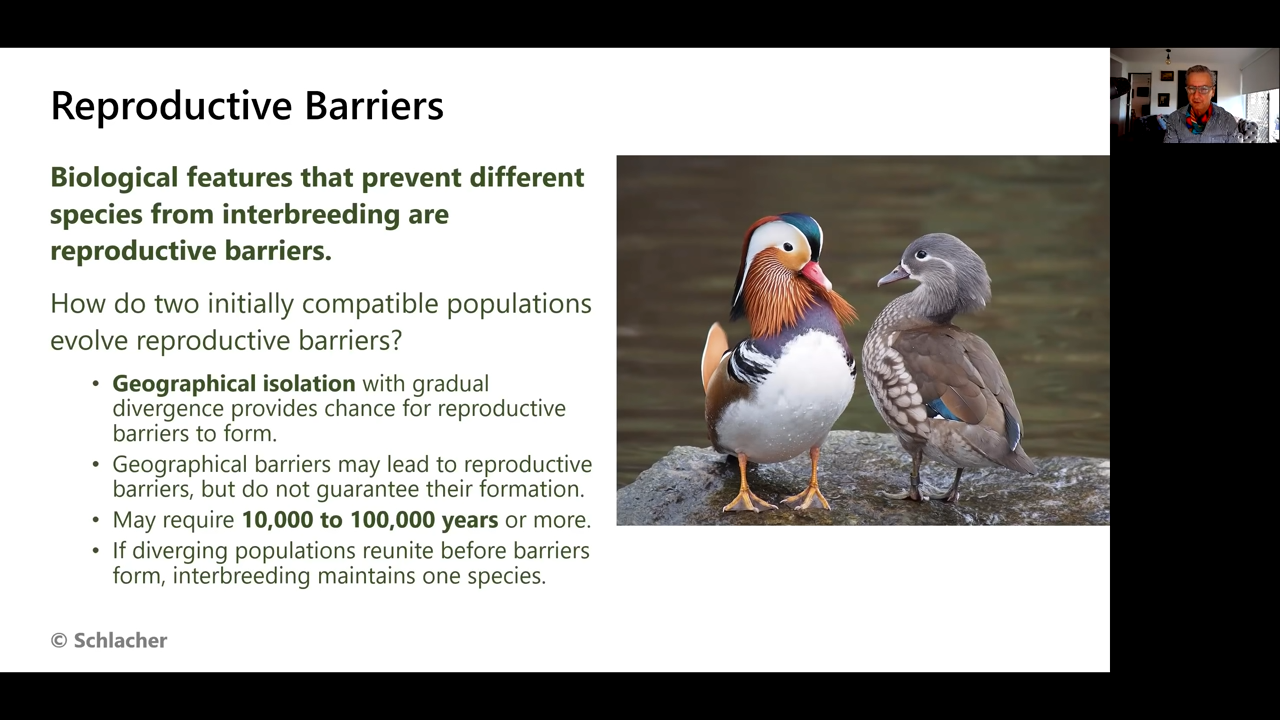 Reproductive Barriers
Biological features that prevent different
species from interbreeding are
reproductive barriers.
How do two initially compatible populations
evolve reproductive barriers?
• Geographical isolation with gradual
divergence provides chance for reproductive
barriers to form.
• Geographical barriers may lead to reproductive
barriers, but do not guarantee their formation.
• May require 10,000 to 100,000 years or more.
• If diverging populations reunite before barriers
form, interbreeding maintains one species.
© Schlacher